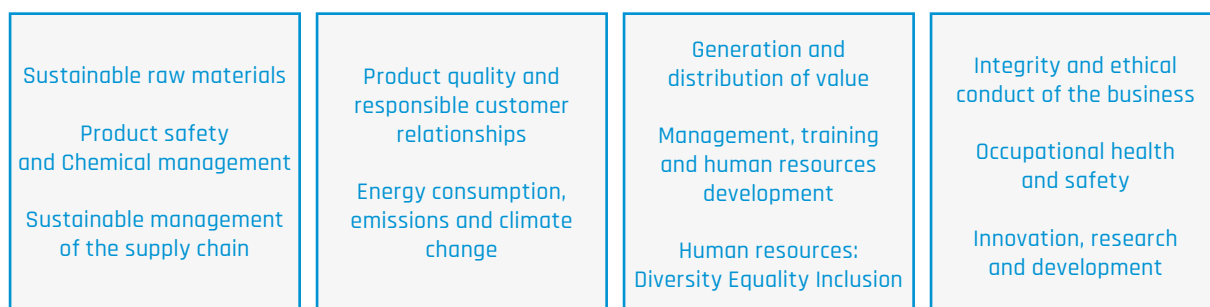 Sustainable raw materials
Product safety
and Chemical management
Sustainable management
of the supply chain
Product quality and
responsible customer
relationships
Energy consumption,
emissions and climate
change
Generation and
distribution of value
Management, training
and human resources
development
Human resources:
Diversity Equality Inclusion
Integrity and ethical
conduct of the business
Occupational health
and safety
Innovation, research
and development